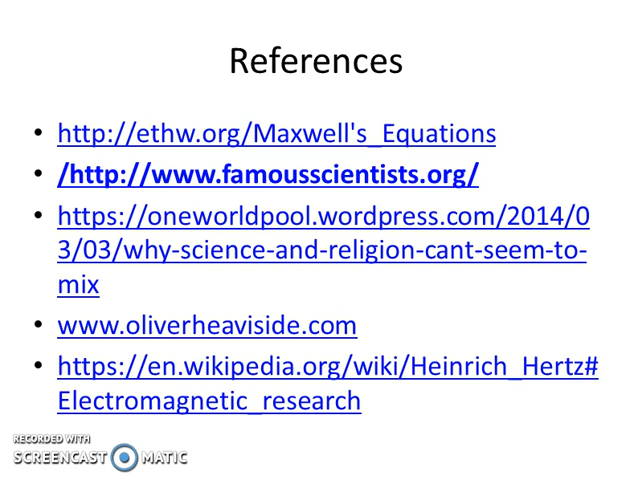 References
• http://ethw.org/Maxwell's_Equations
• /http://www.famousscientists.org/
• https://oneworldpool.wordpress.com/2014/0
3/03/why-science-and-religion-cant-seem-to-
mix
• www.oliverheaviside.com
• https://en.wikipedia.org/wiki/Heinrich_Hertz#
Electromagnetic_research
RECORDED WITH
SCREENCAST MATIC